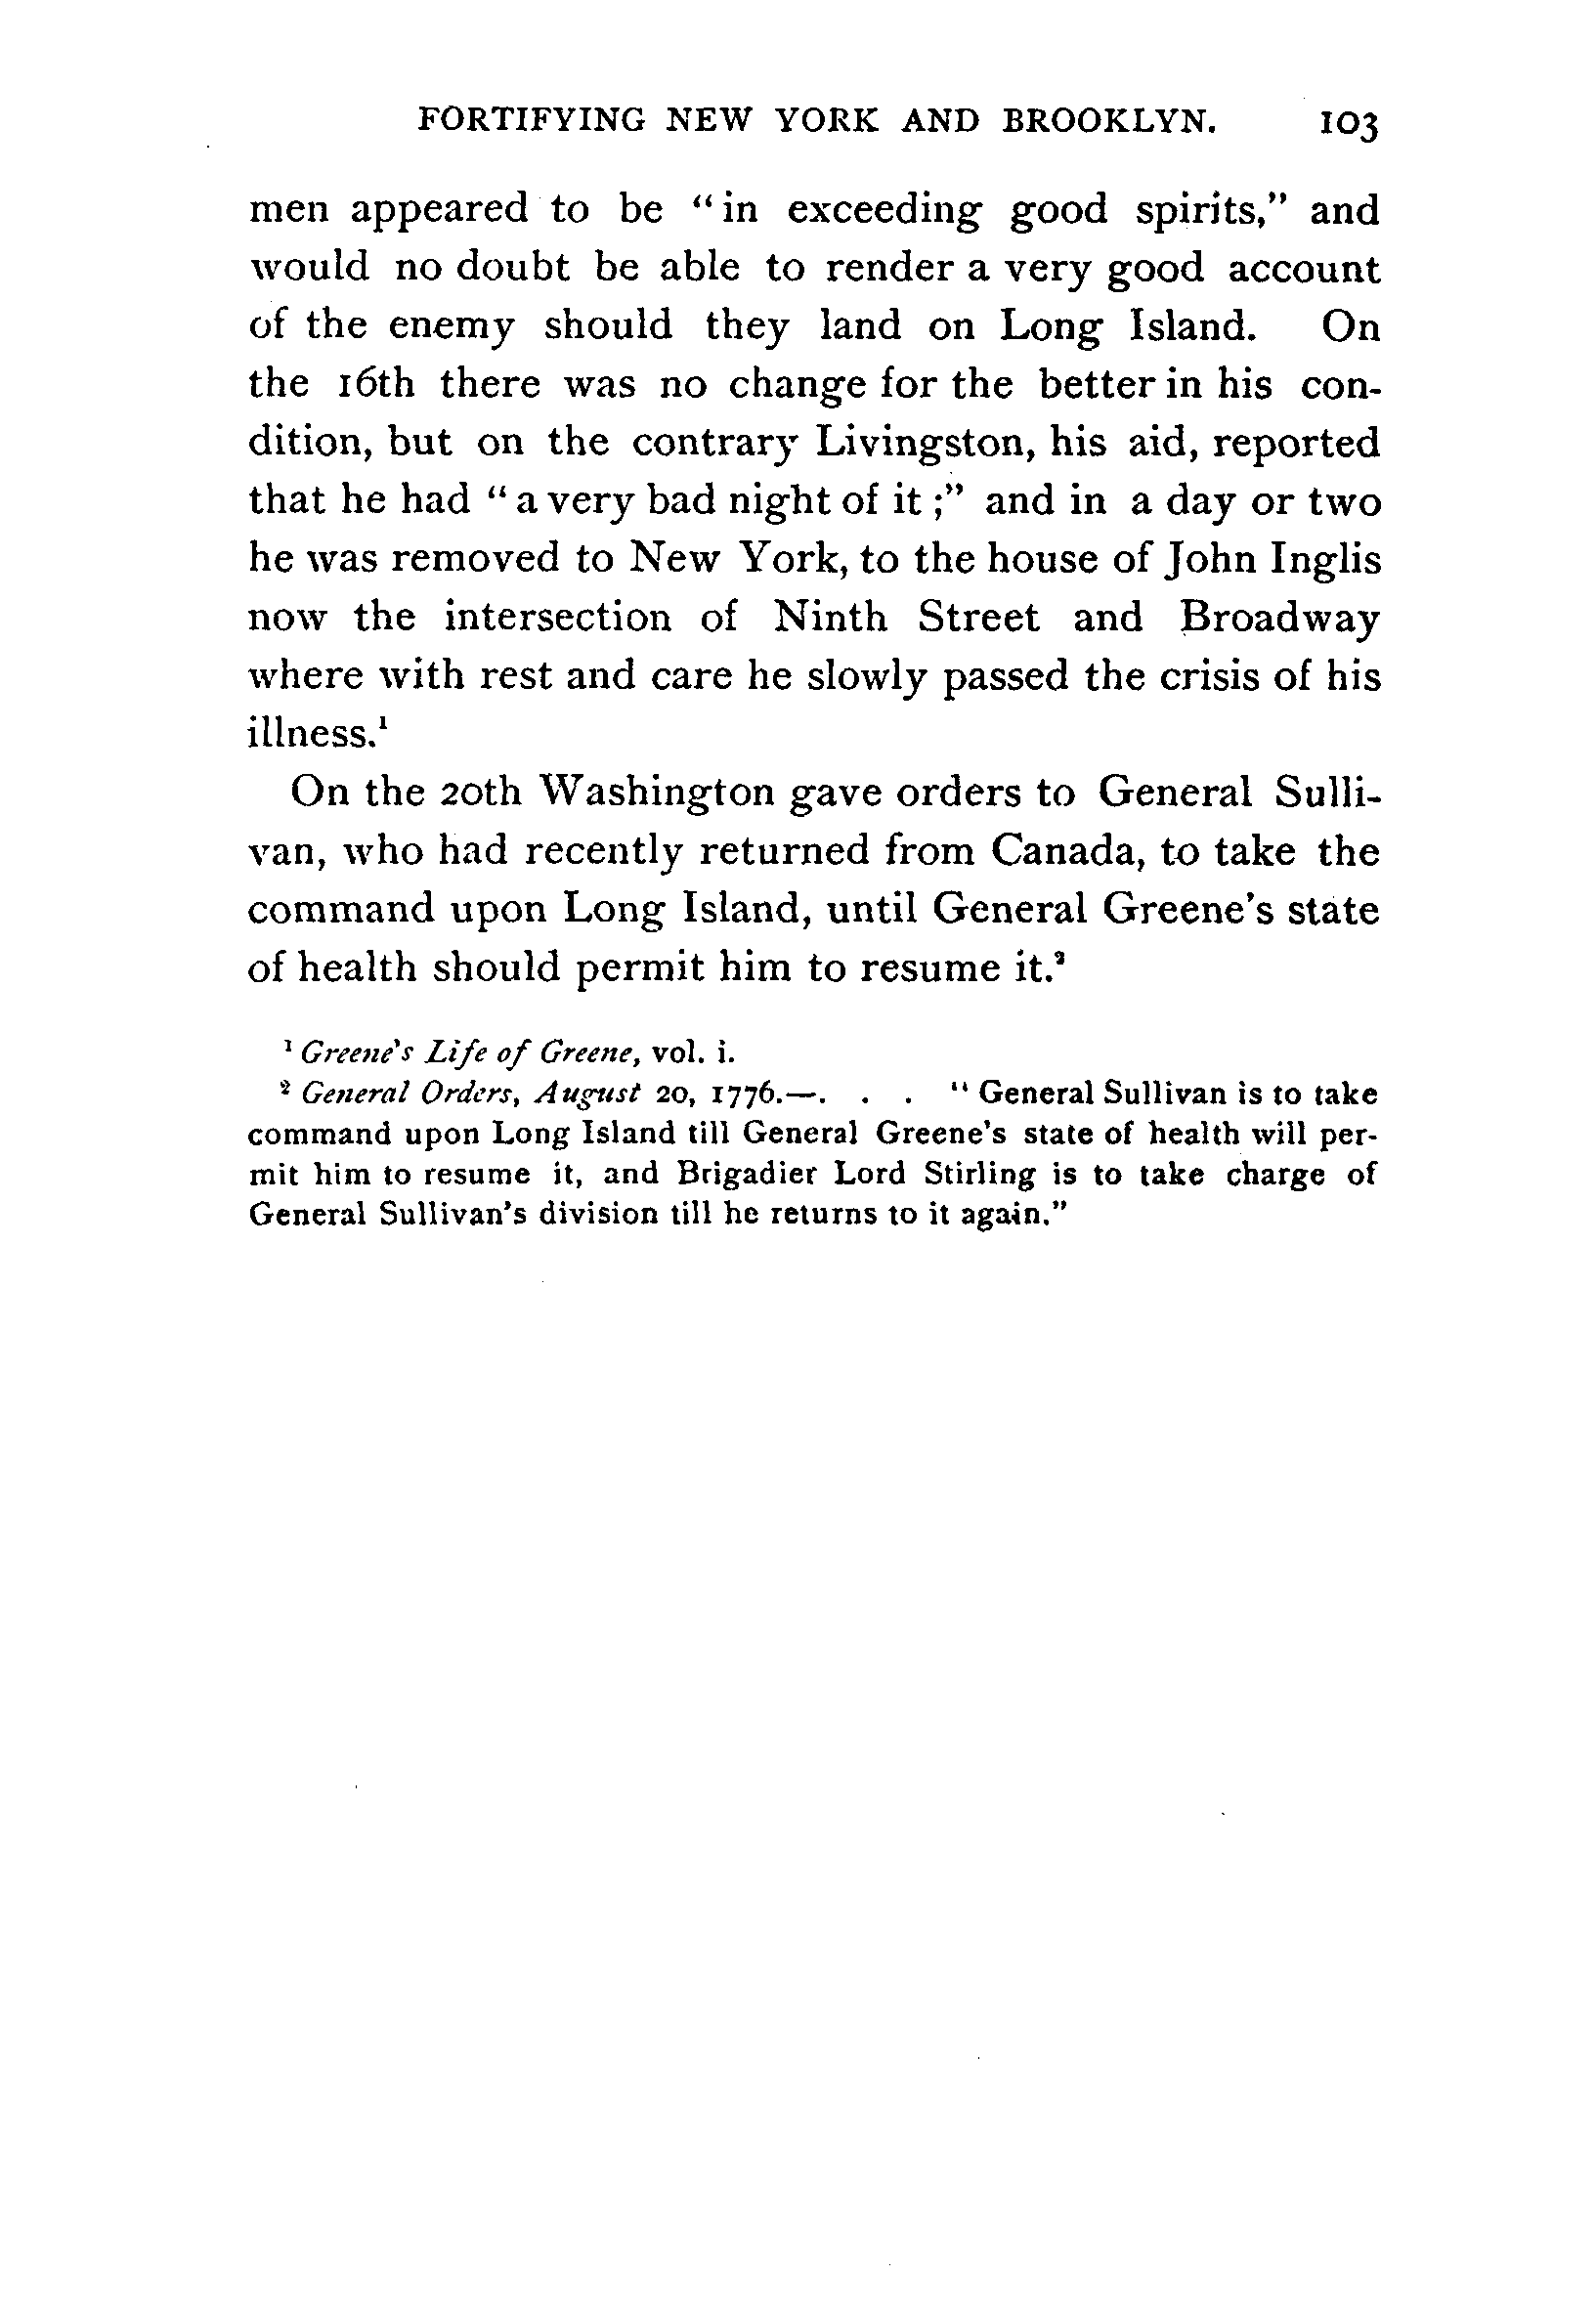 FORTIFYING NEW YORK AND BROOKLYN. 103
men appeared to be "in exceeding good spirits," and
would no doubt be able to render a very good account
of the enemy should they land on Long Island. On
the 16th there was no change for the better in his con-
dition, but on the contrary Livingston, his aid, reported
that he had "a very bad night of it;" and in a day or two
he was removed to New York, to the house of John Inglis
now the intersection of Ninth Street and Broadway
where with rest and care he slowly passed the crisis of his
illness.¹
On the 20th Washington gave orders to General Sulli-
van, who had recently returned from Canada, to take the
command upon Long Island, until General Greene's state
of health should permit him to resume it.²
¹ Greene's Life of Greene, vol. i.
² General Orders, August 20, 1776.—. . . "General Sullivan is to take
command upon Long Island till General Greene's state of health will per-
mit him to resume it, and Brigadier Lord Stirling is to take charge of
General Sullivan's division till he returns to it again."